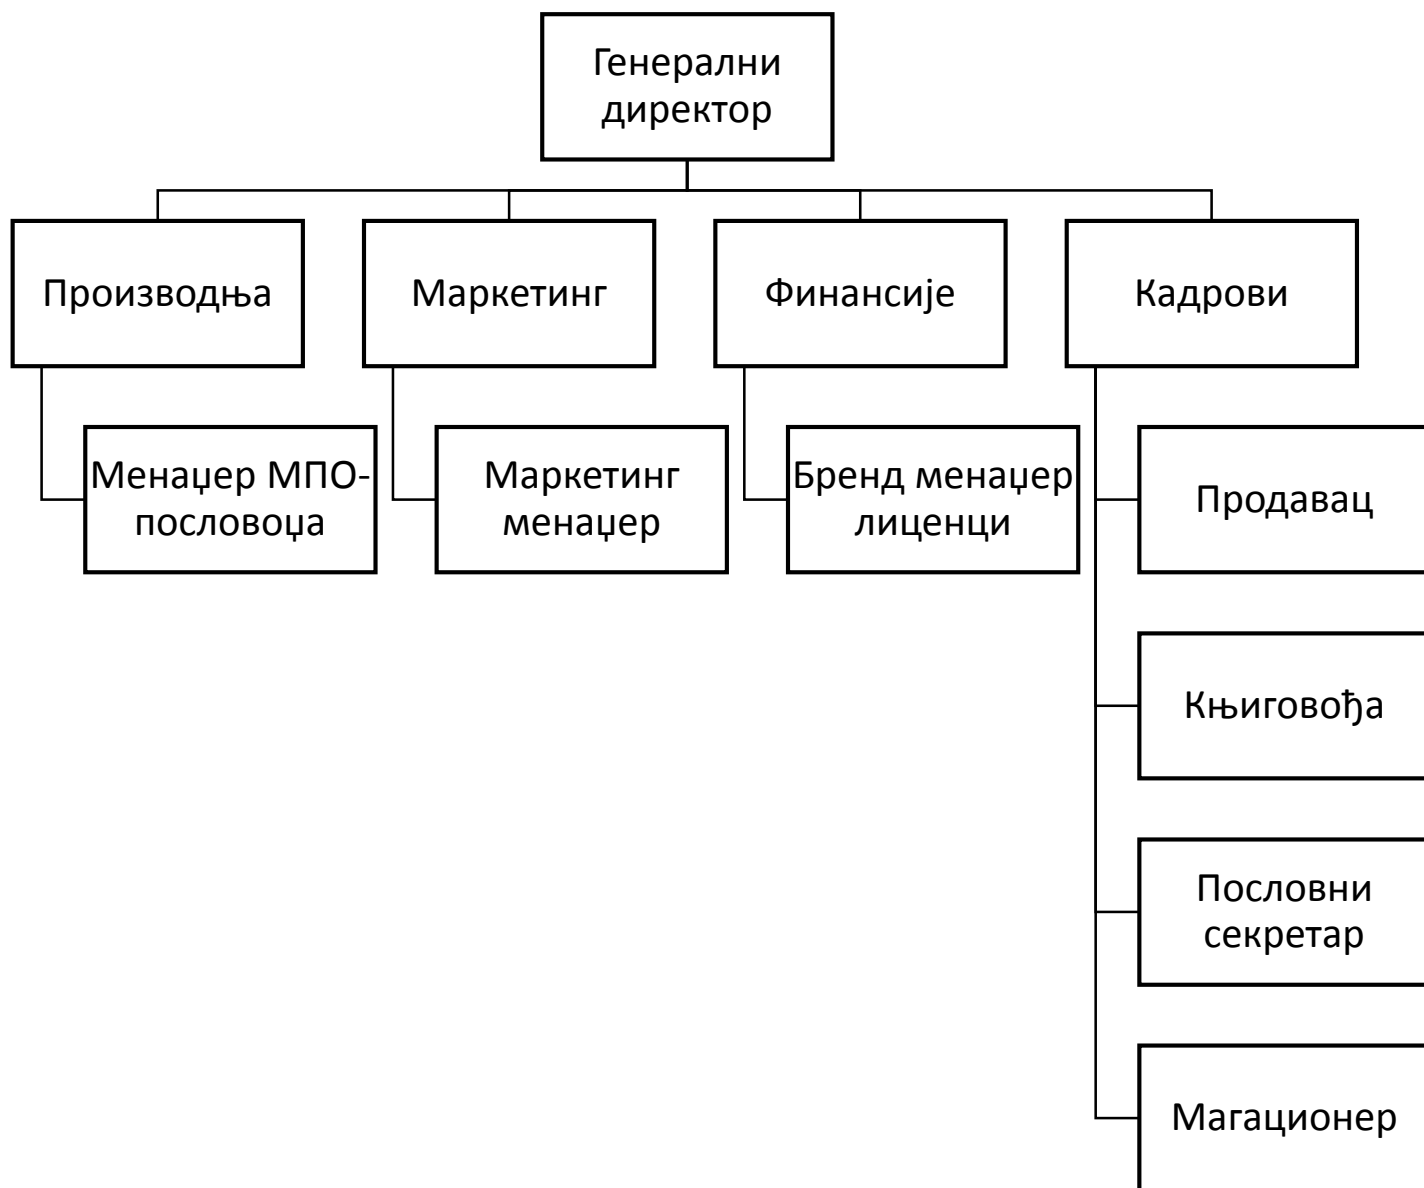 Генерални
директор
Производња
Маркетинг
Финансије
Кадрови
Менаџер МПО-
пословоџа
Маркетинг
менаџер
Бренд менаџер
лиценци
Продавац
Књиговођа
Пословни
секретар
Магационер